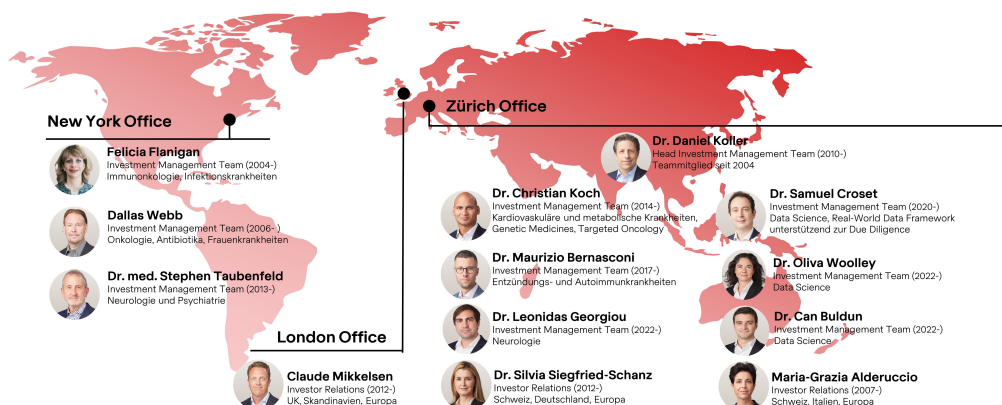 New York Office
Felicia Flanigan
Investment Management Team (2004-)
Immunonkologie, Infektionskrankheiten
Dallas Webb
Investment Management Team (2006-)
Onkologie, Antibiotika, Frauenkrankheiten
Dr. med. Stephen Taubenfeld
Investment Management Team (2013-)
Neurologie und Psychiatrie
London Office
Claude Mikkelsen
Investor Relations (2012-)
UK, Skandinavien, Europa
Zürich Office
Dr. Daniel Koller
Head Investment Management Team (2010-)
Teammitglied seit 2004
Dr. Christian Koch
Investment Management Team (2014-)
Kardiovaskuläre und metabolische Krankheiten,
Genetic Medicines, Targeted Oncology
Dr. Maurizio Bernasconi
Investment Management Team (2017-)
Entzündungs- und Autoimmunkrankheiten
Dr. Leonidas Georgiou
Investment Management Team (2022-)
Neurologie
Dr. Silvia Siegfried-Schanz
Investor Relations (2012-)
Schweiz, Deutschland, Europa
Dr. Samuel Croset
Investment Management Team (2020-)
Data Science, Real-World Data Framework
unterstützend zur Due Diligence
Dr. Oliva Woolley
Investment Management Team (2022-)
Data Science
Dr. Can Buldun
Investment Management Team (2022-)
Data Science
Maria-Grazia Alderuccio
Investor Relations (2007-)
Schweiz, Italien, Europa